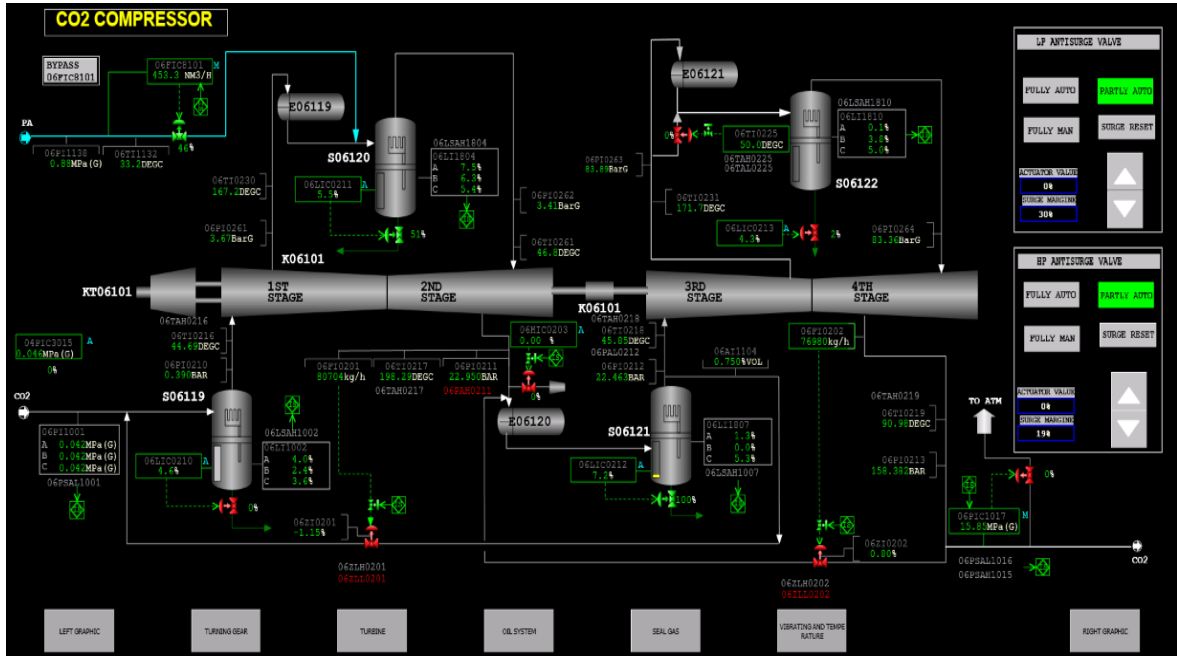 CO2 COMPRESSOR
BYPASS
06FIC8101
06FIC8101
453.3 NM3/H
M
46%
PA
06PI1138
0.88MPa(G)
06TI1132
33.2DEGC
E06119
S06120
06LSAH1804
06LI1804
A 7.5%
B 6.3%
C 5.4%
06LIC0211
A
5.5%
51%
06TI0230
167.2DEGC
06PI0261
3.67BarG
06PI0262
3.41BarG
06TI0261
46.8DEGC
E06121
0%
06TI0225
50.0DEGC
06TAH0225
06TAL0225
06LSAH1810
06LI1810
A 0.1%
B 3.8%
C 5.0%
S06122
06PI0263
83.89BarG
06TI0231
171.7DEGC
06LIC0213
A
4.3%
2%
06PI0264
83.36BarG
KT06101
K06101
1ST
STAGE
2ND
STAGE
K06101
3RD
STAGE
4TH
STAGE
04PIC3015
A
0.046MPa(G)
0%
CO2
06PI1001
A 0.042MPa(G)
B 0.042MPa(G)
C 0.042MPa(G)
06PSAL1001
06TAH0216
06TI0216
44.69DEGC
06PI0210
0.390BAR
S06119
06LSAH1002
06LI1002
A 4.0%
B 2.4%
C 3.6%
06LIC0210
A
4.6%
0%
06FI0201
80704kg/h
06TI0217
198.29DEGC
06TAH0217
06PI0211
22.950BAR
06PAH0211
06HIC0203
A
0.00 %
0%
E06120
06ZI0201
-1.15%
06ZLH0201
06ZLL0201
06TAH0218
06TI0218
45.05DEGC
06PAL0212
06PI0212
22.463BAR
S06121
06AI1104
0.750%VOL
06LI1807
A 1.3%
B 0.0%
C 5.3%
06LSAH1007
06LIC0212
A
7.2%
100%
06FI0202
76980kg/h
06TAH0219
06TI0219
90.98DEGC
06PI0213
158.382BAR
06ZI0202
0.80%
06ZLH0202
06ZLL0202
TO ATM
0%
06PIC1017
M
15.85MPa(G)
06PSAL1016
06PSAH1015
CO2
LP ANTISURGE VALVE
FULLY AUTO
PARTLY AUTO
FULLY MAN
SURGE RESET
ACTUATOR VALUE
0%
SURGE MARGINE
30%
HP ANTISURGE VALVE
FULLY AUTO
PARTLY AUTO
FULLY MAN
SURGE RESET
ACTUATOR VALUE
0%
SURGE MARGINE
19%
LEFT GRAPHIC
TURNING GEAR
TURBINE
OIL SYSTEM
SEAL GAS
VIBRATING AND TEMPE
RATURE
RIGHT GRAPHIC